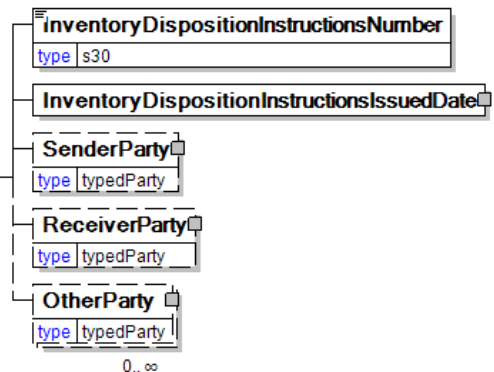 InventoryDispositionInstructionsNumber
type s30
InventoryDispositionInstructionsIssuedDate
SenderParty
type typedParty
ReceiverParty
type typedParty
OtherParty
type typedParty
0..∞